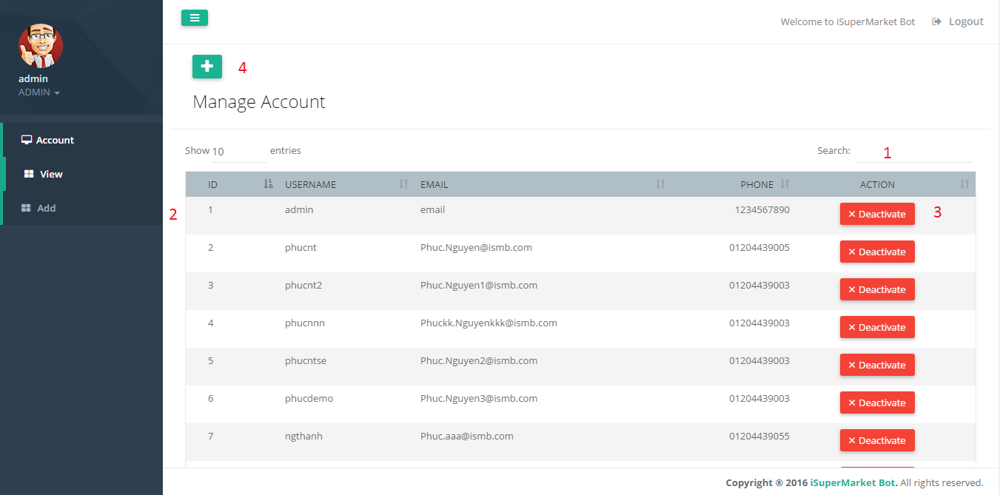 Welcome to iSuperMarket Bot Logout
admin
ADMIN
4
Manage Account
Account
View
Add
Show 10 entries
Search: 1
ID USERNAME EMAIL PHONE ACTION
2
1 admin email 1234567890 × Deactivate 3
2 phucnt Phuc.Nguyen@ismb.com 01204439005 × Deactivate
3 phucnt2 Phuc.Nguyen1@ismb.com 01204439003 × Deactivate
4 phucnnn Phuckk.Nguyenkkk@ismb.com 01204439003 × Deactivate
5 phucntse Phuc.Nguyen2@ismb.com 01204439003 × Deactivate
6 phucdemo Phuc.Nguyen3@ismb.com 01204439003 × Deactivate
7 ngthanh Phuc.aaa@ismb.com 01204439055 × Deactivate
Copyright ® 2016 iSuperMarket Bot. All rights reserved.